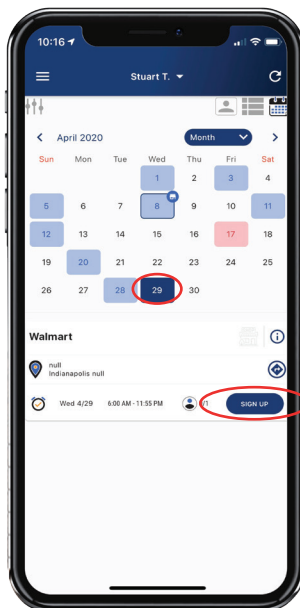 10:16
Stuart T.
April 2020 Month
Sun Mon Tue Wed Thu Fri Sat
1 2 3 4
5 6 7 8 9 10 11
12 13 14 15 16 17 18
19 20 21 22 23 24 25
26 27 28 29 30
Walmart
null
Indianapolis null
Wed 4/29 6:00 AM - 11:55 PM /1 SIGN UP